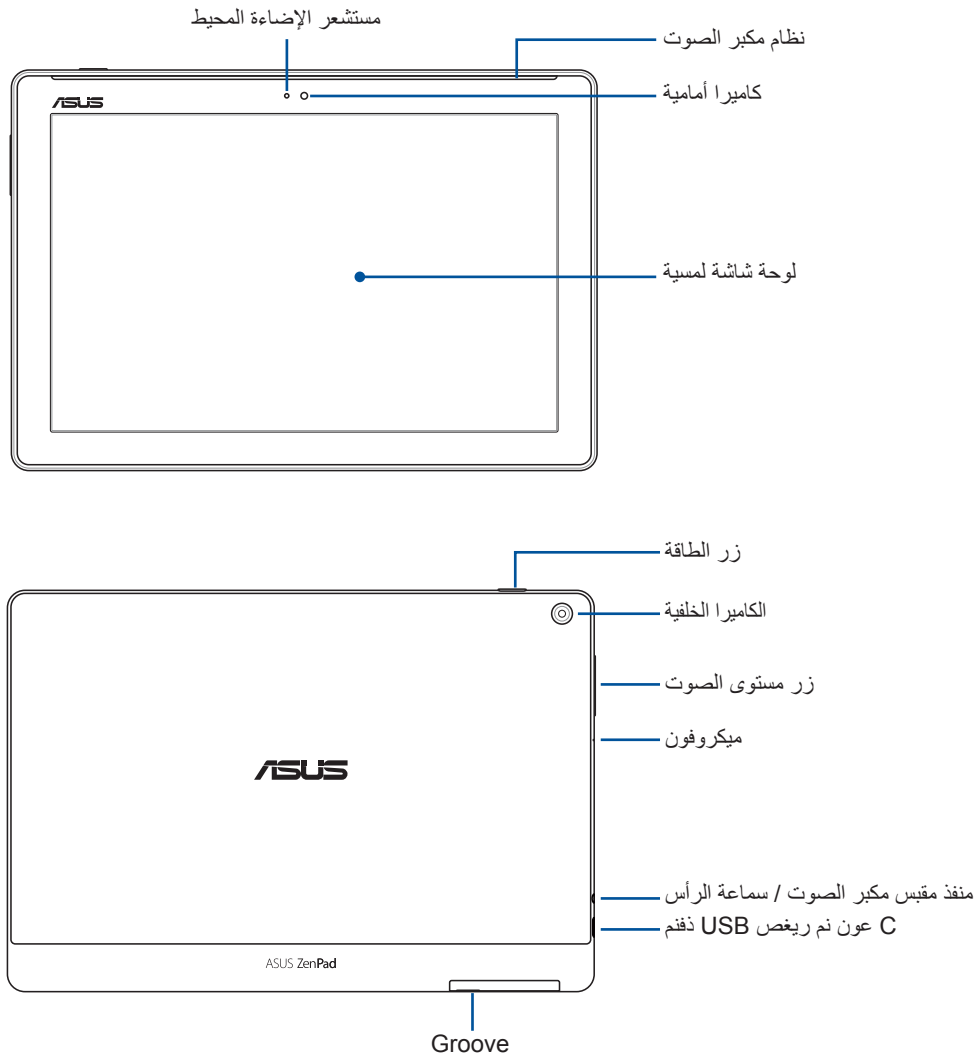 مستشعر الإضاءة المحيط
نظام مكبر الصوت
كاميرا أمامية
ASUS
لوحة شاشة لمسية
زر الطاقة
الكاميرا الخلفية
زر مستوى الصوت
ميكروفون
ASUS
منفذ مقبس مكبر الصوت / سماعة الرأس
ذفنم USB ريغص نم عون C
ASUS ZenPad
Groove